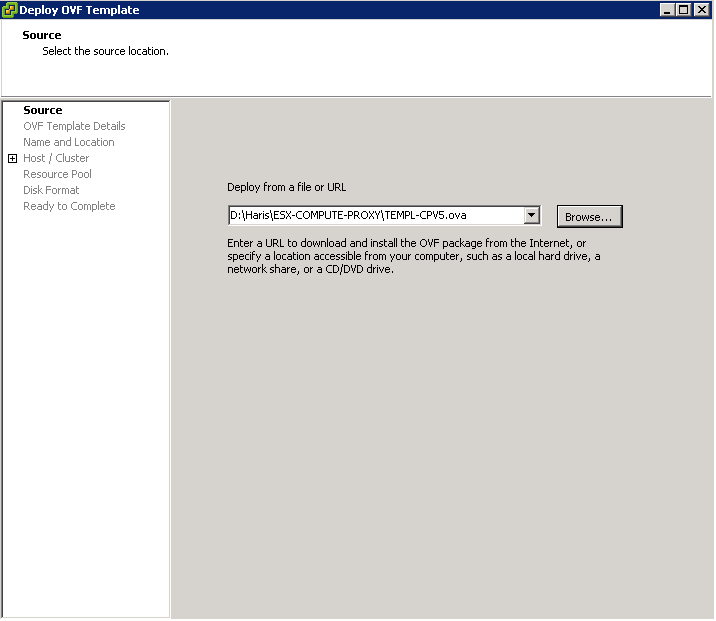 Deploy OVF Template
Source
Select the source location.
Source
OVF Template Details
Name and Location
Host / Cluster
Resource Pool
Disk Format
Ready to Complete
Deploy from a file or URL
D:\Haris\ESX-COMPUTE-PROXY\TEMPL-CPV5.ova
Browse...
Enter a URL to download and install the OVF package from the Internet, or
specify a location accessible from your computer, such as a local hard drive, a
network share, or a CD/DVD drive.